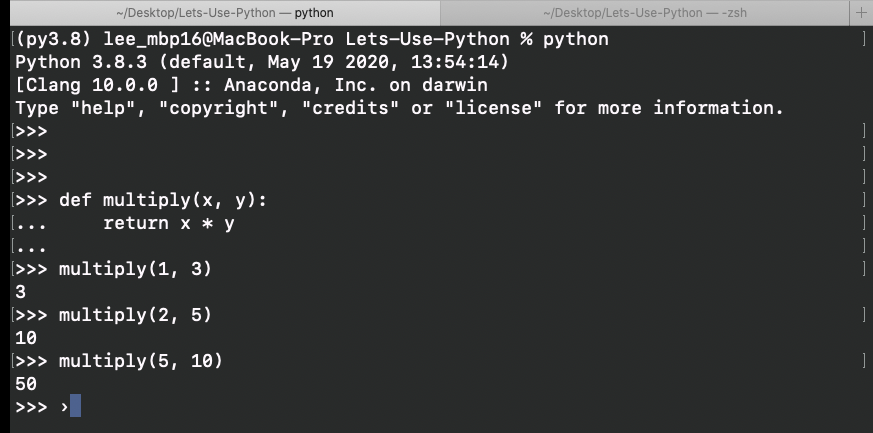 ~/Desktop/Lets-Use-Python — python ~/Desktop/Lets-Use-Python — -zsh +
[(py3.8) lee_mbp16@MacBook-Pro Lets-Use-Python % python ]
Python 3.8.3 (default, May 19 2020, 13:54:14)
[Clang 10.0.0 ] :: Anaconda, Inc. on darwin
Type "help", "copyright", "credits" or "license" for more information.
[>>> ]
[>>> ]
[>>> ]
[>>> def multiply(x, y): ]
[...     return x * y ]
[... ]
[>>> multiply(1, 3) ]
3
[>>> multiply(2, 5) ]
10
[>>> multiply(5, 10) ]
50
>>> ›